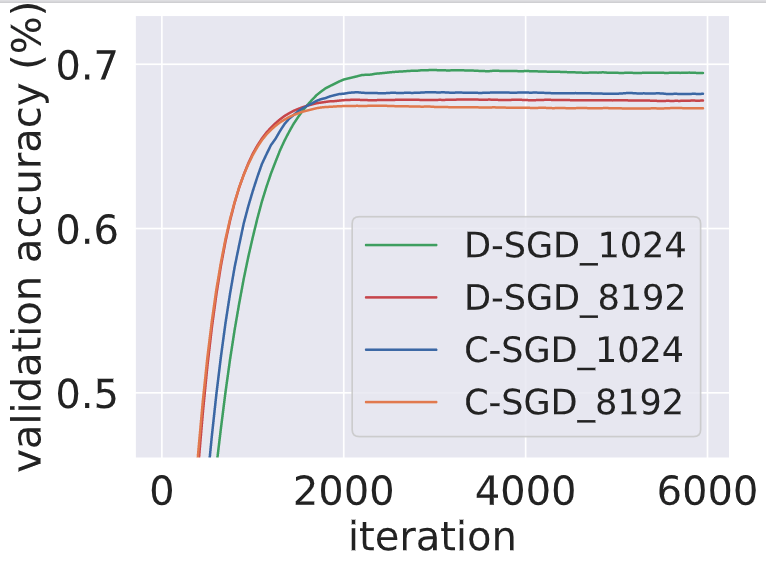 validation accuracy (%)
0.7
0.6
0.5
D-SGD_1024
D-SGD_8192
C-SGD_1024
C-SGD_8192
0 2000 4000 6000
iteration